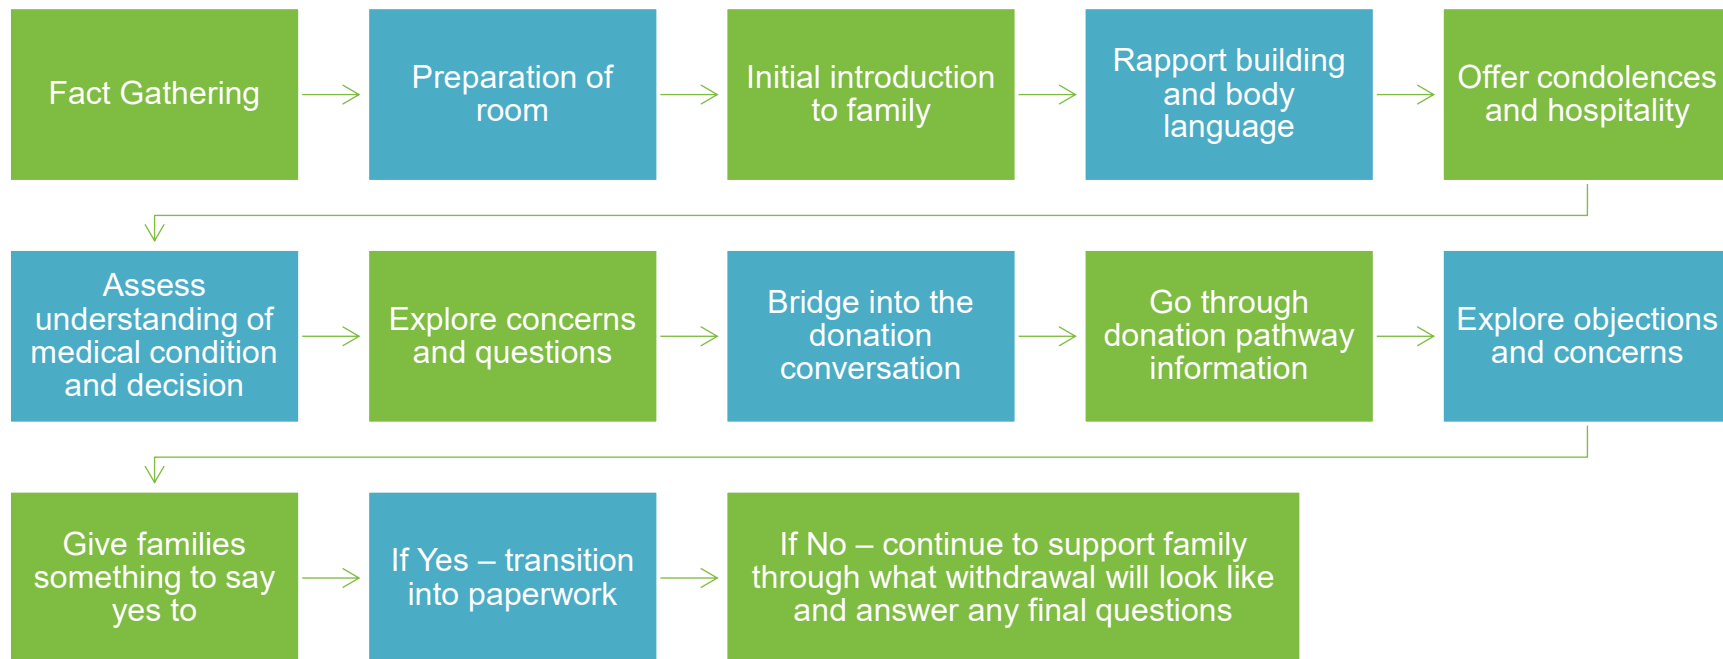 Fact Gathering
Preparation of
room
Initial introduction
to family
Rapport building
and body
language
Offer condolences
and hospitality
Assess
understanding of
medical condition
and decision
Explore concerns
and questions
Bridge into the
donation
conversation
Go through
donation pathway
information
Explore objections
and concerns
Give families
something to say
yes to
If Yes – transition
into paperwork
If No – continue to support family
through what withdrawal will look like
and answer any final questions